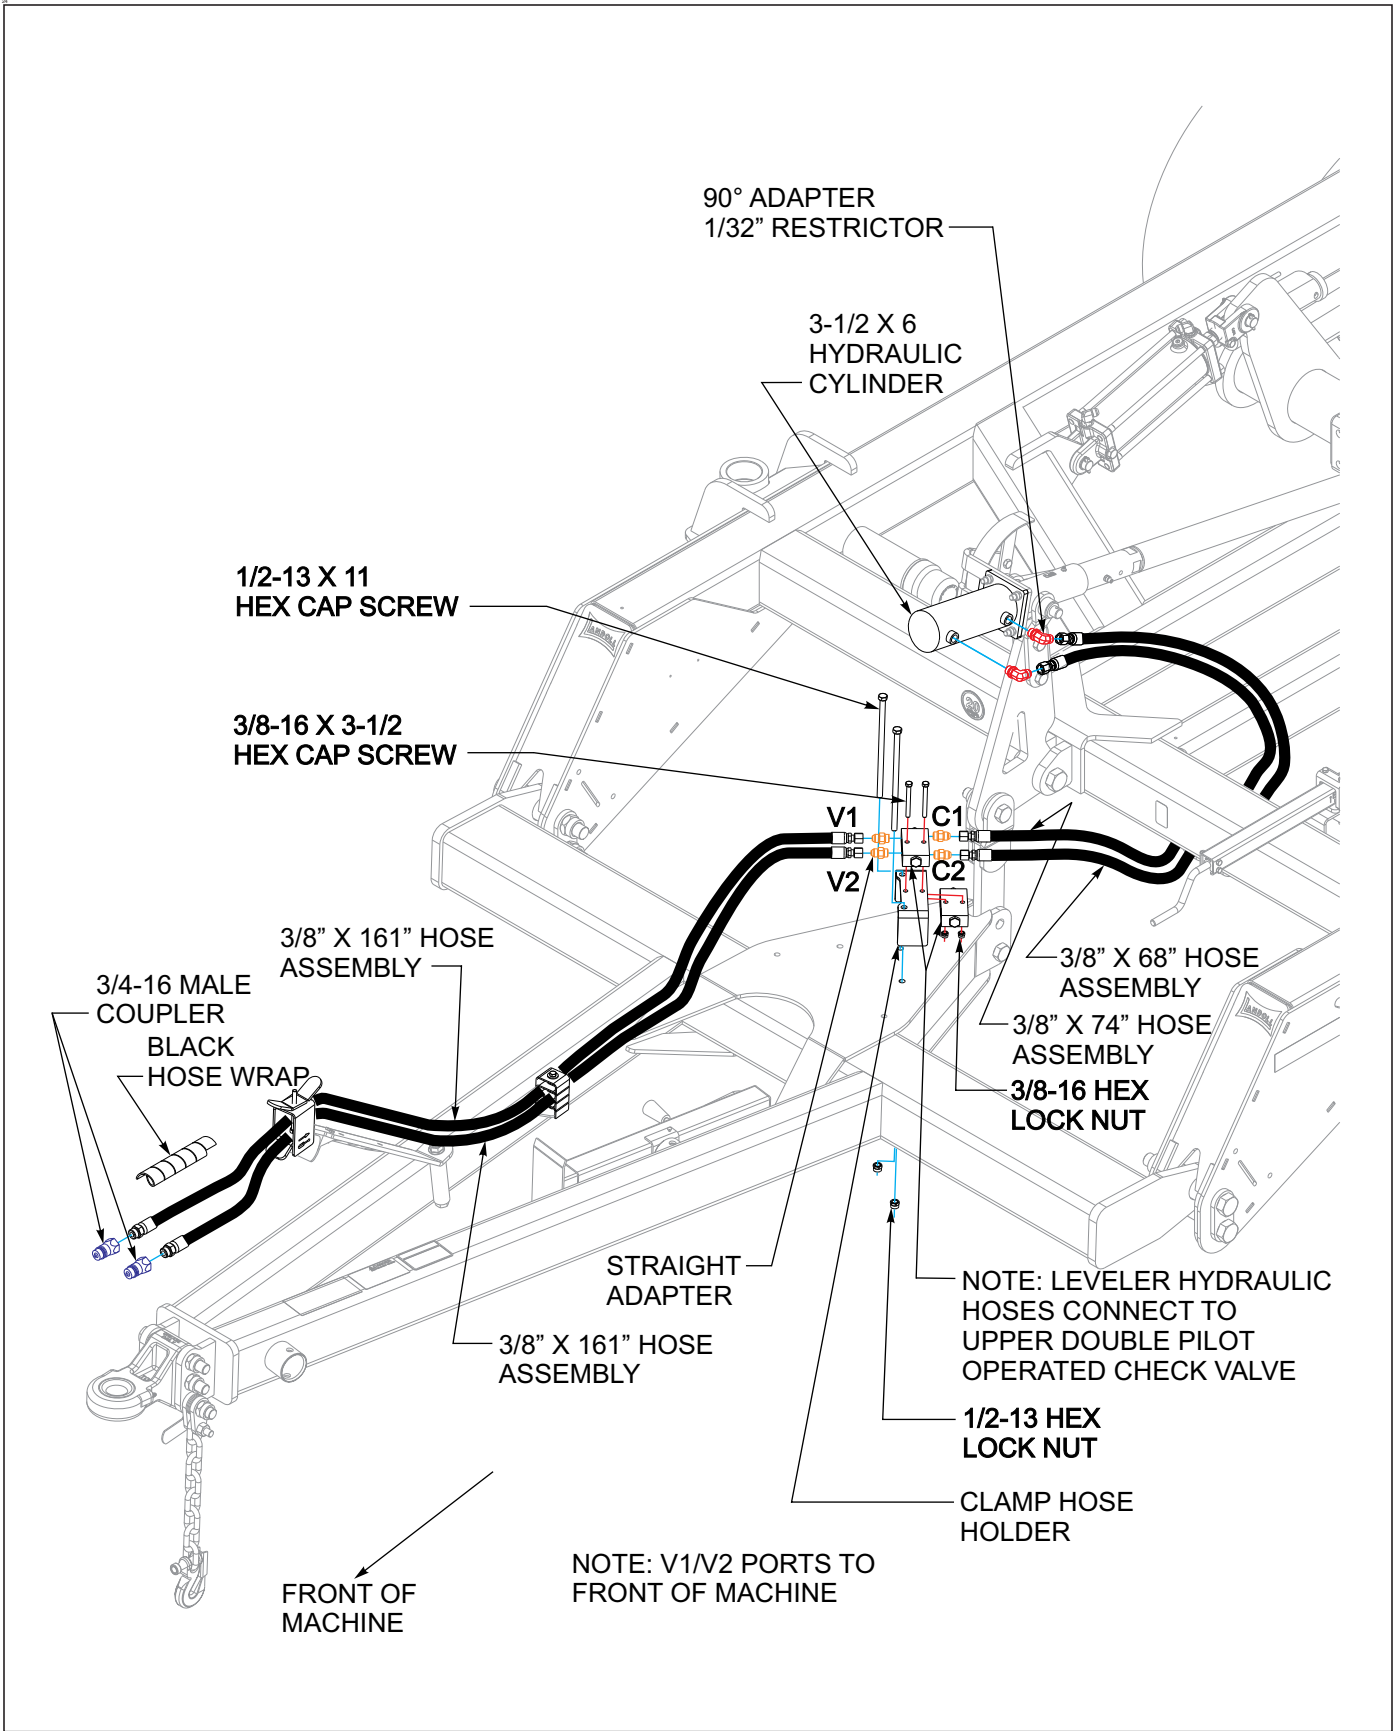 90° ADAPTER
1/32” RESTRICTOR
3-1/2 X 6
HYDRAULIC
CYLINDER
1/2-13 X 11
HEX CAP SCREW
LANDOLL
20
3/8-16 X 3-1/2
HEX CAP SCREW
V1
C1
V2
C2
3/8” X 161” HOSE
ASSEMBLY
3/8” X 68” HOSE
ASSEMBLY
3/4-16 MALE
COUPLER
LANDOLL
3/8” X 74” HOSE
ASSEMBLY
BLACK
HOSE WRAP
3/8-16 HEX
LOCK NUT
STRAIGHT
ADAPTER
NOTE: LEVELER HYDRAULIC
HOSES CONNECT TO
UPPER DOUBLE PILOT
OPERATED CHECK VALVE
3/8” X 161” HOSE
ASSEMBLY
1/2-13 HEX
LOCK NUT
CLAMP HOSE
HOLDER
NOTE: V1/V2 PORTS TO
FRONT OF MACHINE
FRONT OF
MACHINE